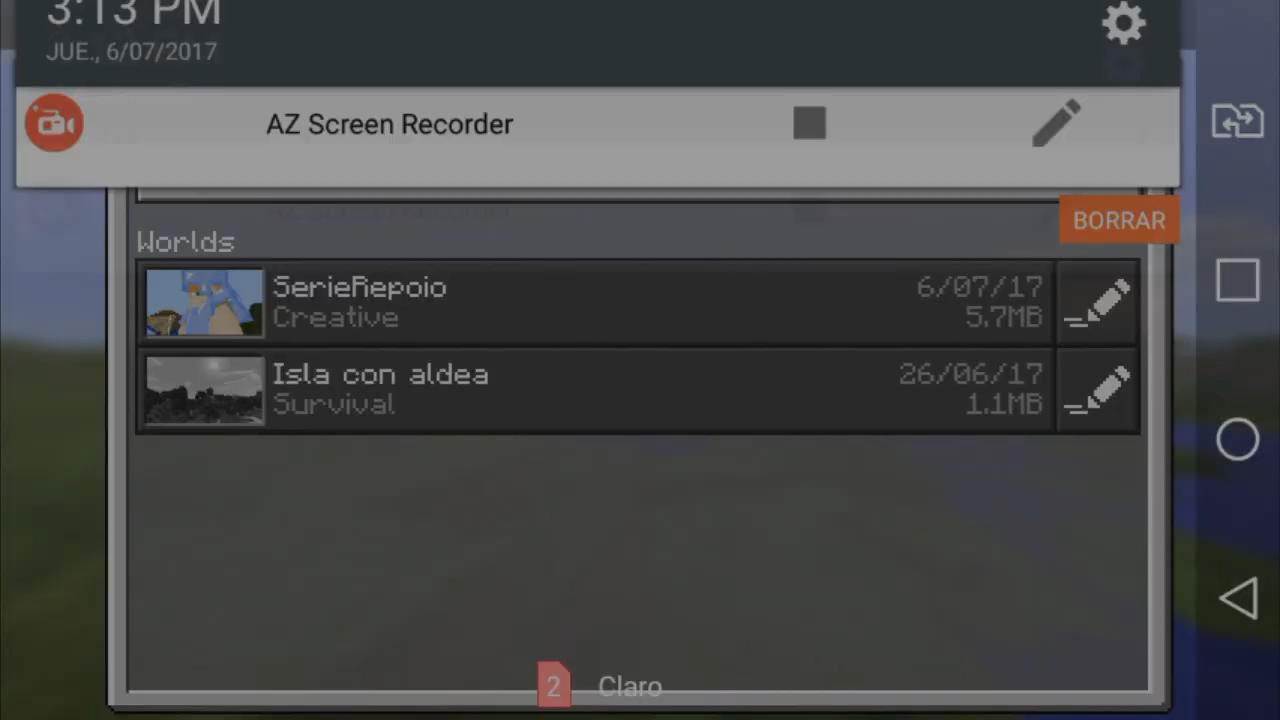 3:13 PM
JUE., 6/07/2017
AZ Screen Recorder
BORRAR
Worlds
SerieRepoio 6/07/17
Creative 5.7MB
Isla con aldea 26/06/17
Survival 1.1MB
2 Claro